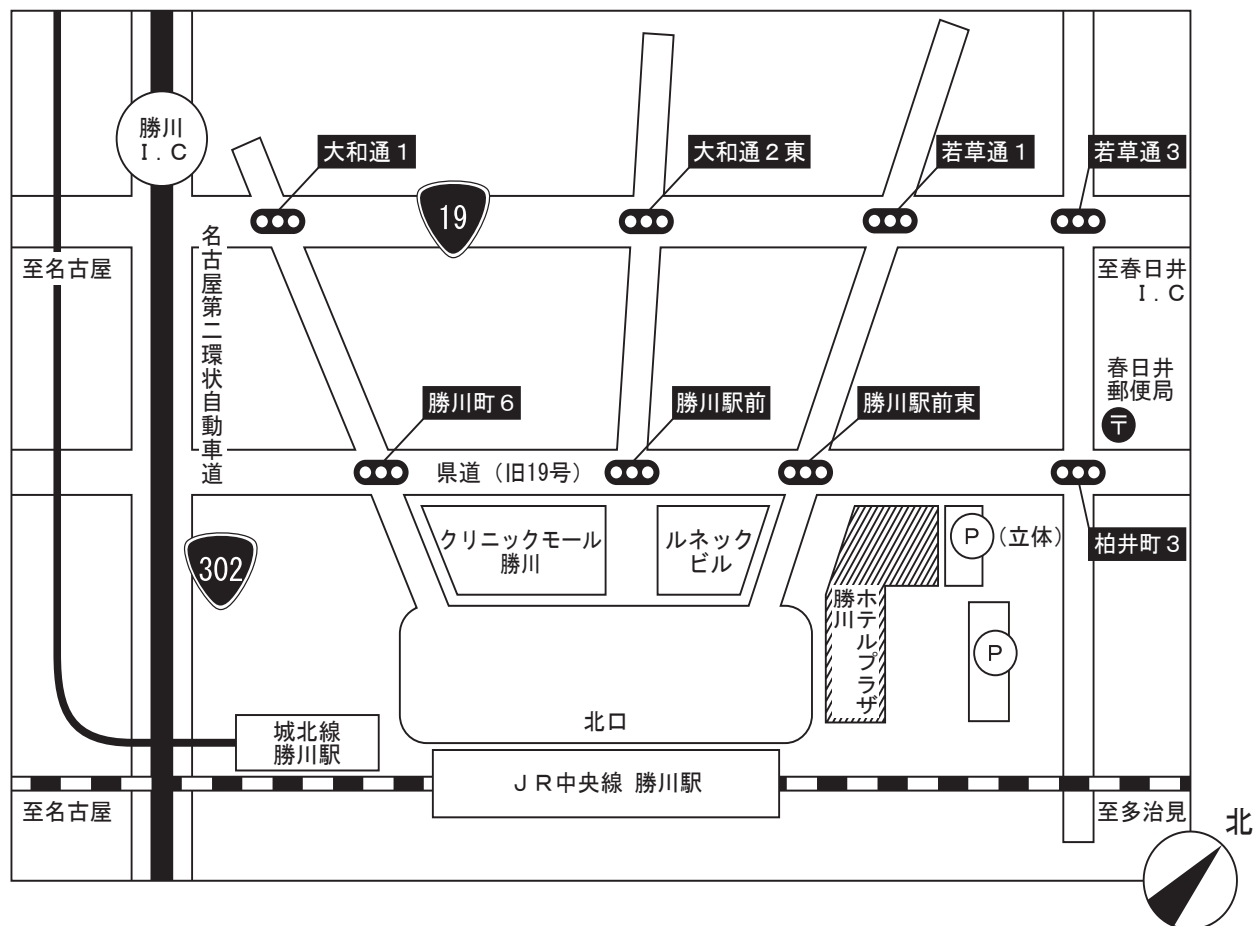 勝川
I．C
大和通１
大和通２東
若草通１
若草通３
19
至名古屋
名古屋第二環状自動車道
至春日井
I．C
春日井
郵便局
〒
勝川町６
勝川駅前
勝川駅前東
県道（旧19号）
柏井町３
クリニックモール
勝川
ルネック
ビル
P
(立体)
302
ホテルプラザ
勝川
P
北口
城北線
勝川駅
ＪＲ中央線 勝川駅
至名古屋
至多治見
北